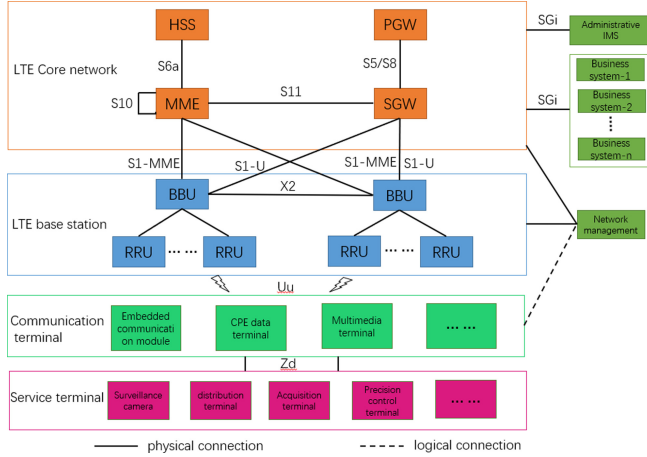 HSS
PGW
SGi
Administrative
IMS
LTE Core network
S6a
S5/S8
Business
system-1
S10
MME
S11
SGW
SGi
Business
system-2
Business
system-n
S1-MME
S1-U
S1-MME
S1-U
BBU
X2
BBU
LTE base station
Network
management
RRU
... ...
RRU
RRU
... ...
RRU
Uu
Communication
terminal
Embedded
communicati
on module
CPE data
terminal
Multimedia
terminal
... ...
Zd
Service terminal
Surveillance
camera
distribution
terminal
Acquisition
terminal
Precision
control
terminal
... ...
physical connection
logical connection